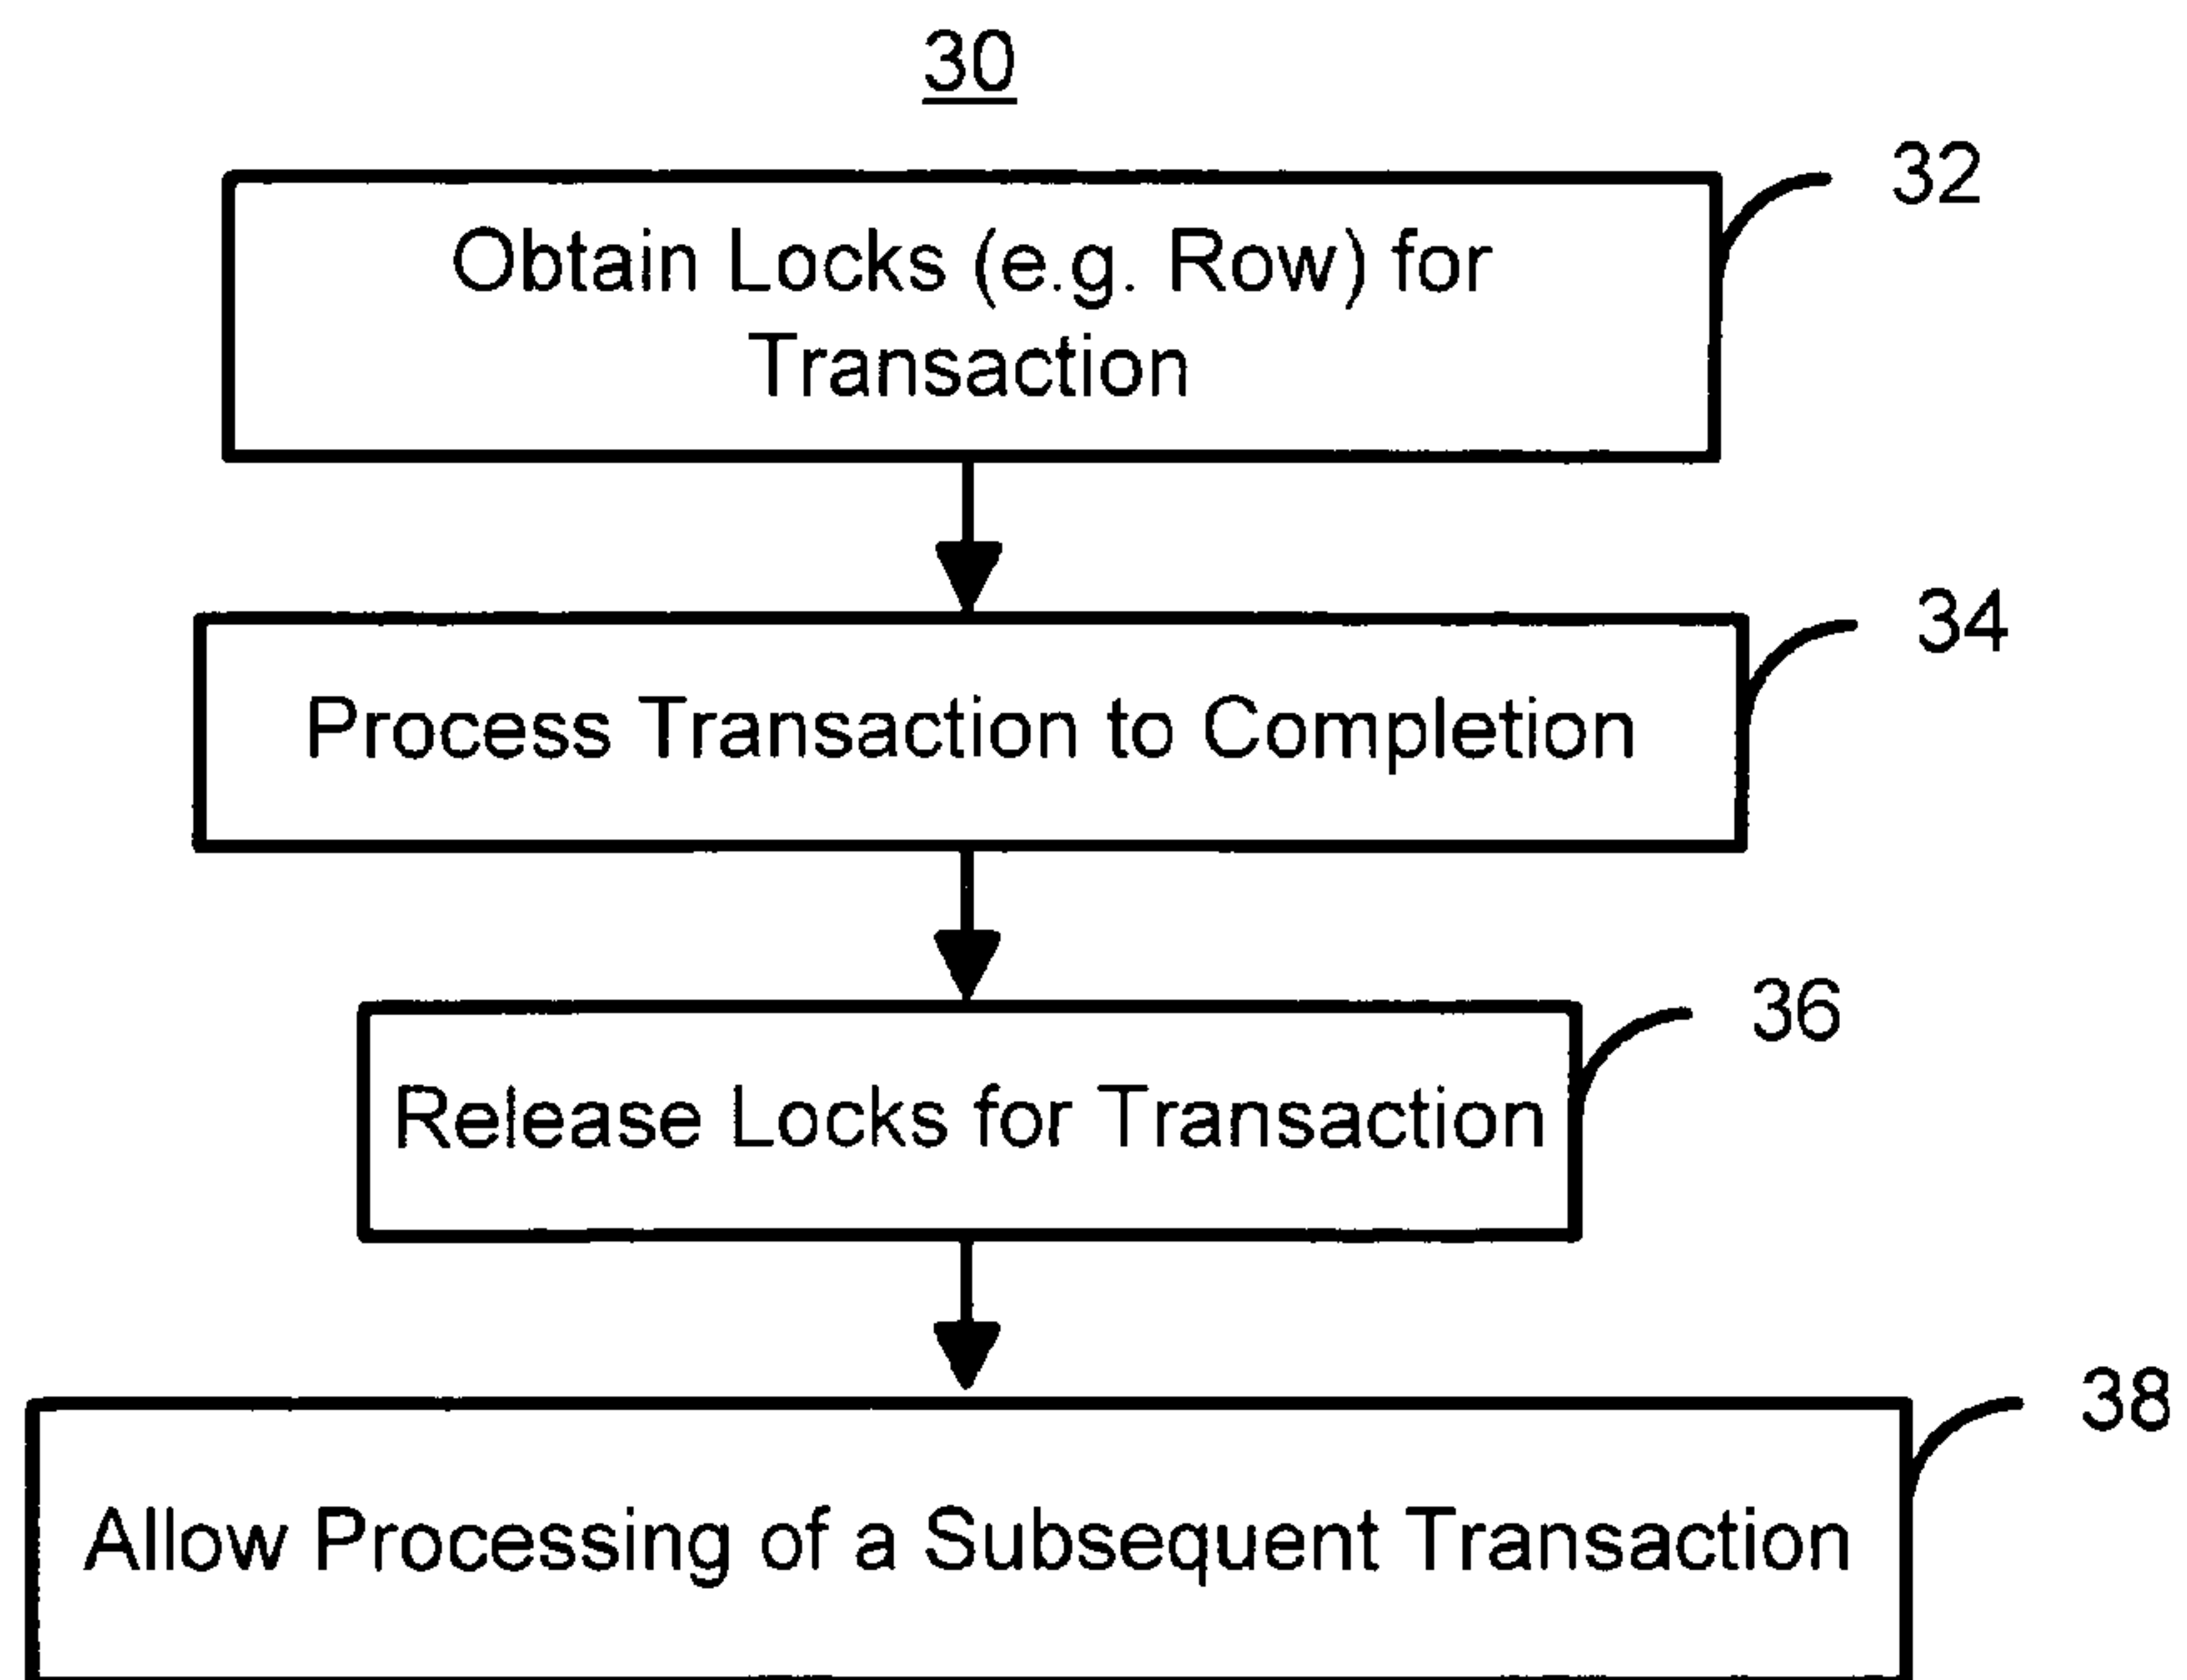 30
32
Obtain Locks (e.g. Row) for
Transaction
34
Process Transaction to Completion
36
Release Locks for Transaction
38
Allow Processing of a Subsequent Transaction